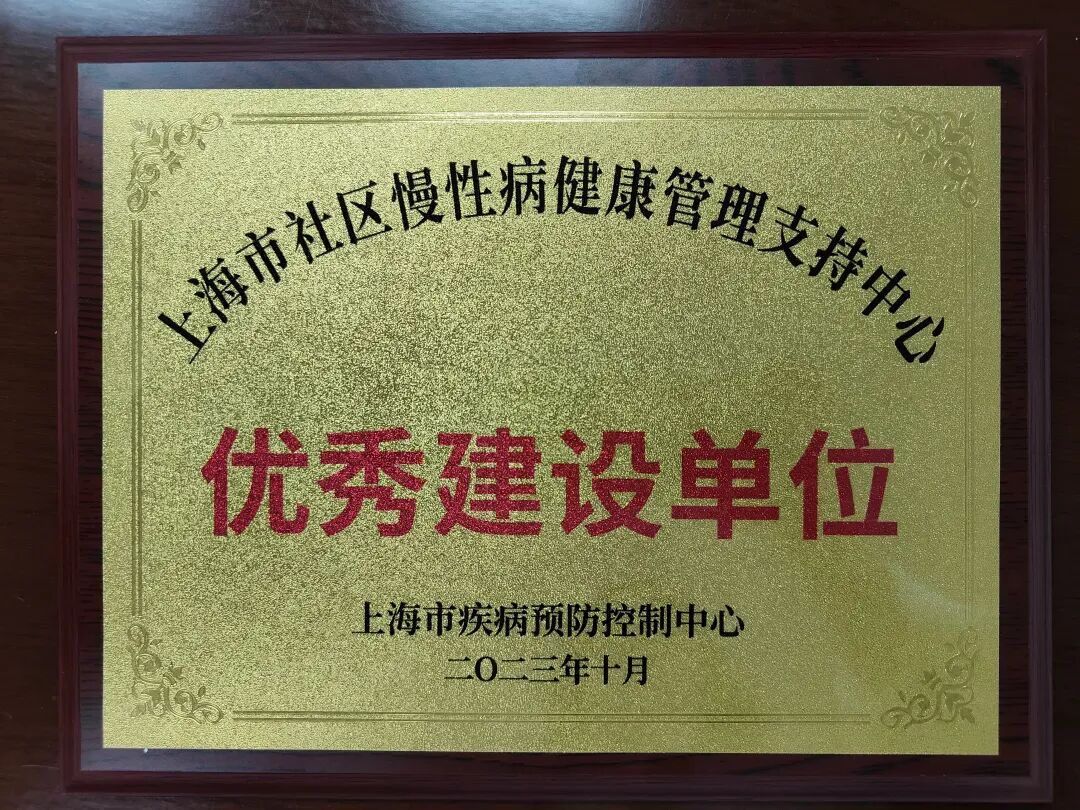 上海市社区慢性病健康管理支持中心
优秀建设单位
上海市疾病预防控制中心
二〇二三年十月